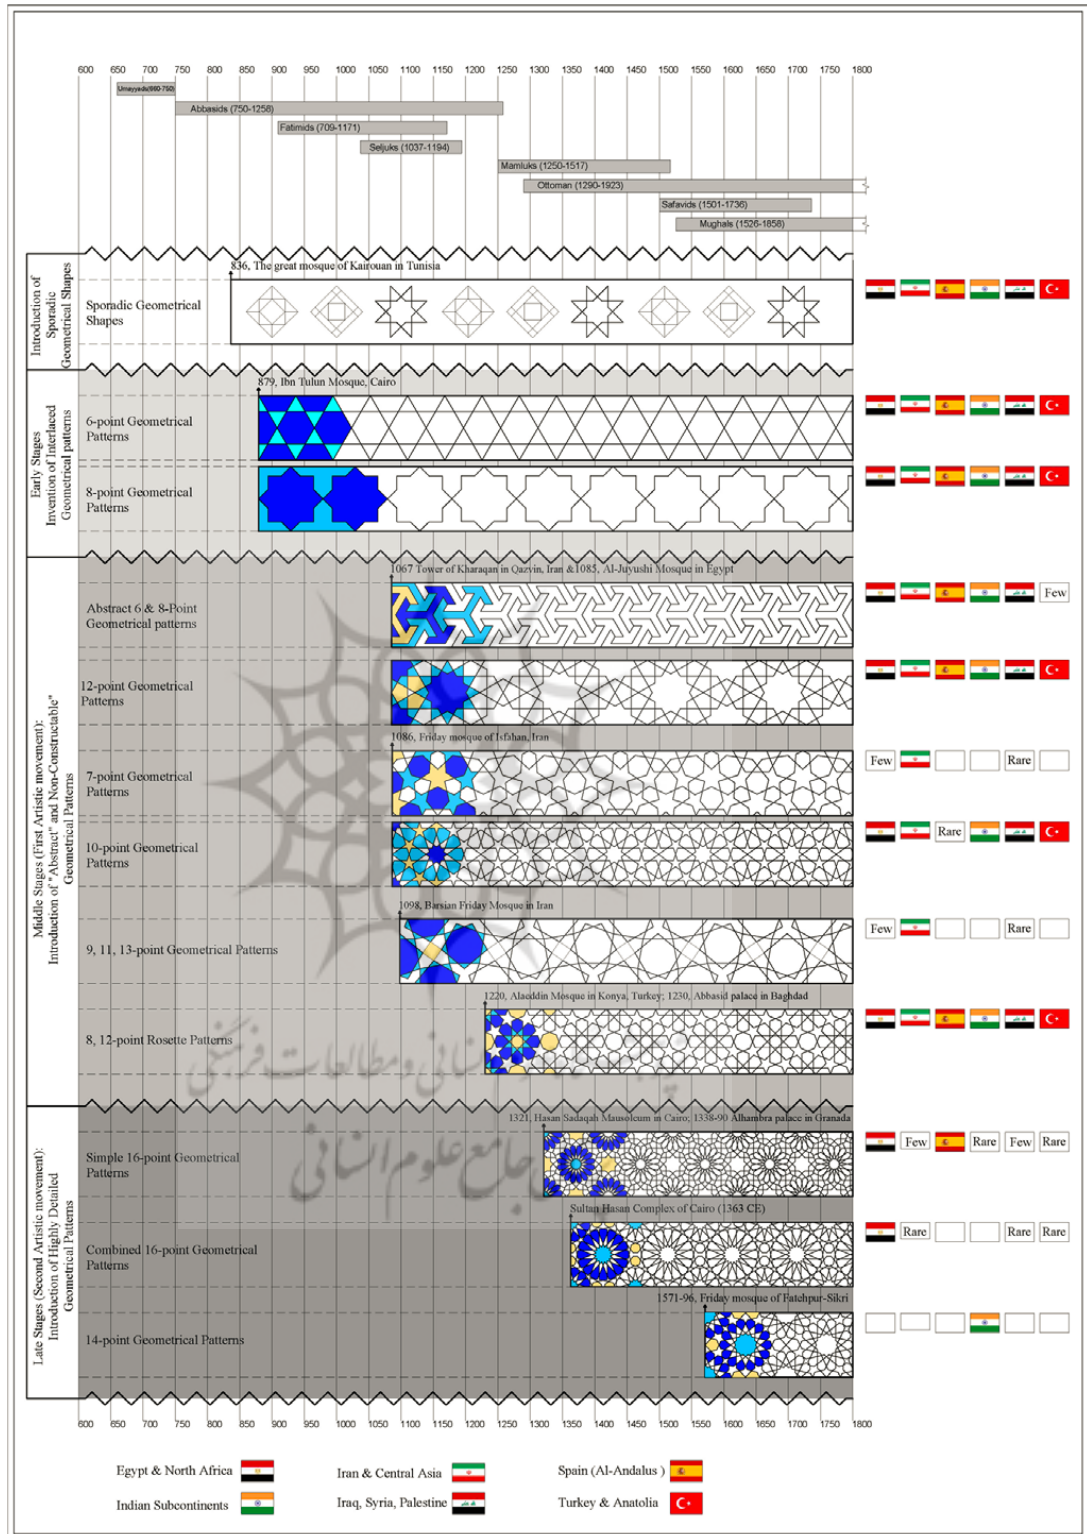 600 650 700 750 800 850 900 950 1000 1050 1100 1150 1200 1250 1300 1350 1400 1450 1500 1550 1600 1650 1700 1750 1800
Umayyads(660-750)
Abbasids (750-1258)
Fatimids (709-1171)
Seljuks (1037-1194)
Mamluks (1250-1517)
Ottoman (1290-1923)
Safavids (1501-1736)
Mughals (1526-1858)
Introduction of
Sporadic
Geometrical Shapes
836, The great mosque of Kairouan in Tunisia
Sporadic Geometrical
Shapes
Early Stages
Invention of Interlaced
Geometrical patterns
879, Ibn Tulun Mosque, Cairo
6-point Geometrical
Patterns
8-point Geometrical
Patterns
Middle Stages (First Artistic movement):
Introduction of "Abstract" and Non-Constructable"
Geometrical Patterns
1067 Tower of Kharaqan in Qazvin, Iran &1085, Al-Juyushi Mosque in Egypt
Abstract 6 & 8-Point
Geometrical patterns
Few
12-point Geometrical
Patterns
1086, Friday mosque of Isfahan, Iran
7-point Geometrical
Patterns
Few Rare
10-point Geometrical
Patterns
Rare
1098, Barsian Friday Mosque in Iran
9, 11, 13-point Geometrical Patterns
Few Rare
1220, Alaeddin Mosque in Konya, Turkey; 1230, Abbasid palace in Baghdad
8, 12-point Rosette Patterns
Late Stages (Second Artistic movement):
Introduction of Highly Detailed
Geometrical Patterns
1321, Hasan Sadaqah Mausoleum in Cairo; 1338-90 Alhambra palace in Granada
Simple 16-point Geometrical
Patterns
Few Rare Few Rare
Sultan Hasan Complex of Cairo (1363 CE)
Combined 16-point Geometrical
Patterns
Rare Rare Rare
1571-96, Friday mosque of Fatehpur-Sikri
14-point Geometrical Patterns
600 650 700 750 800 850 900 950 1000 1050 1100 1150 1200 1250 1300 1350 1400 1450 1500 1550 1600 1650 1700 1750 1800
Egypt & North Africa
Iran & Central Asia
Spain (Al-Andalus )
Indian Subcontinents
Iraq, Syria, Palestine
Turkey & Anatolia
جامع علوم انسانی